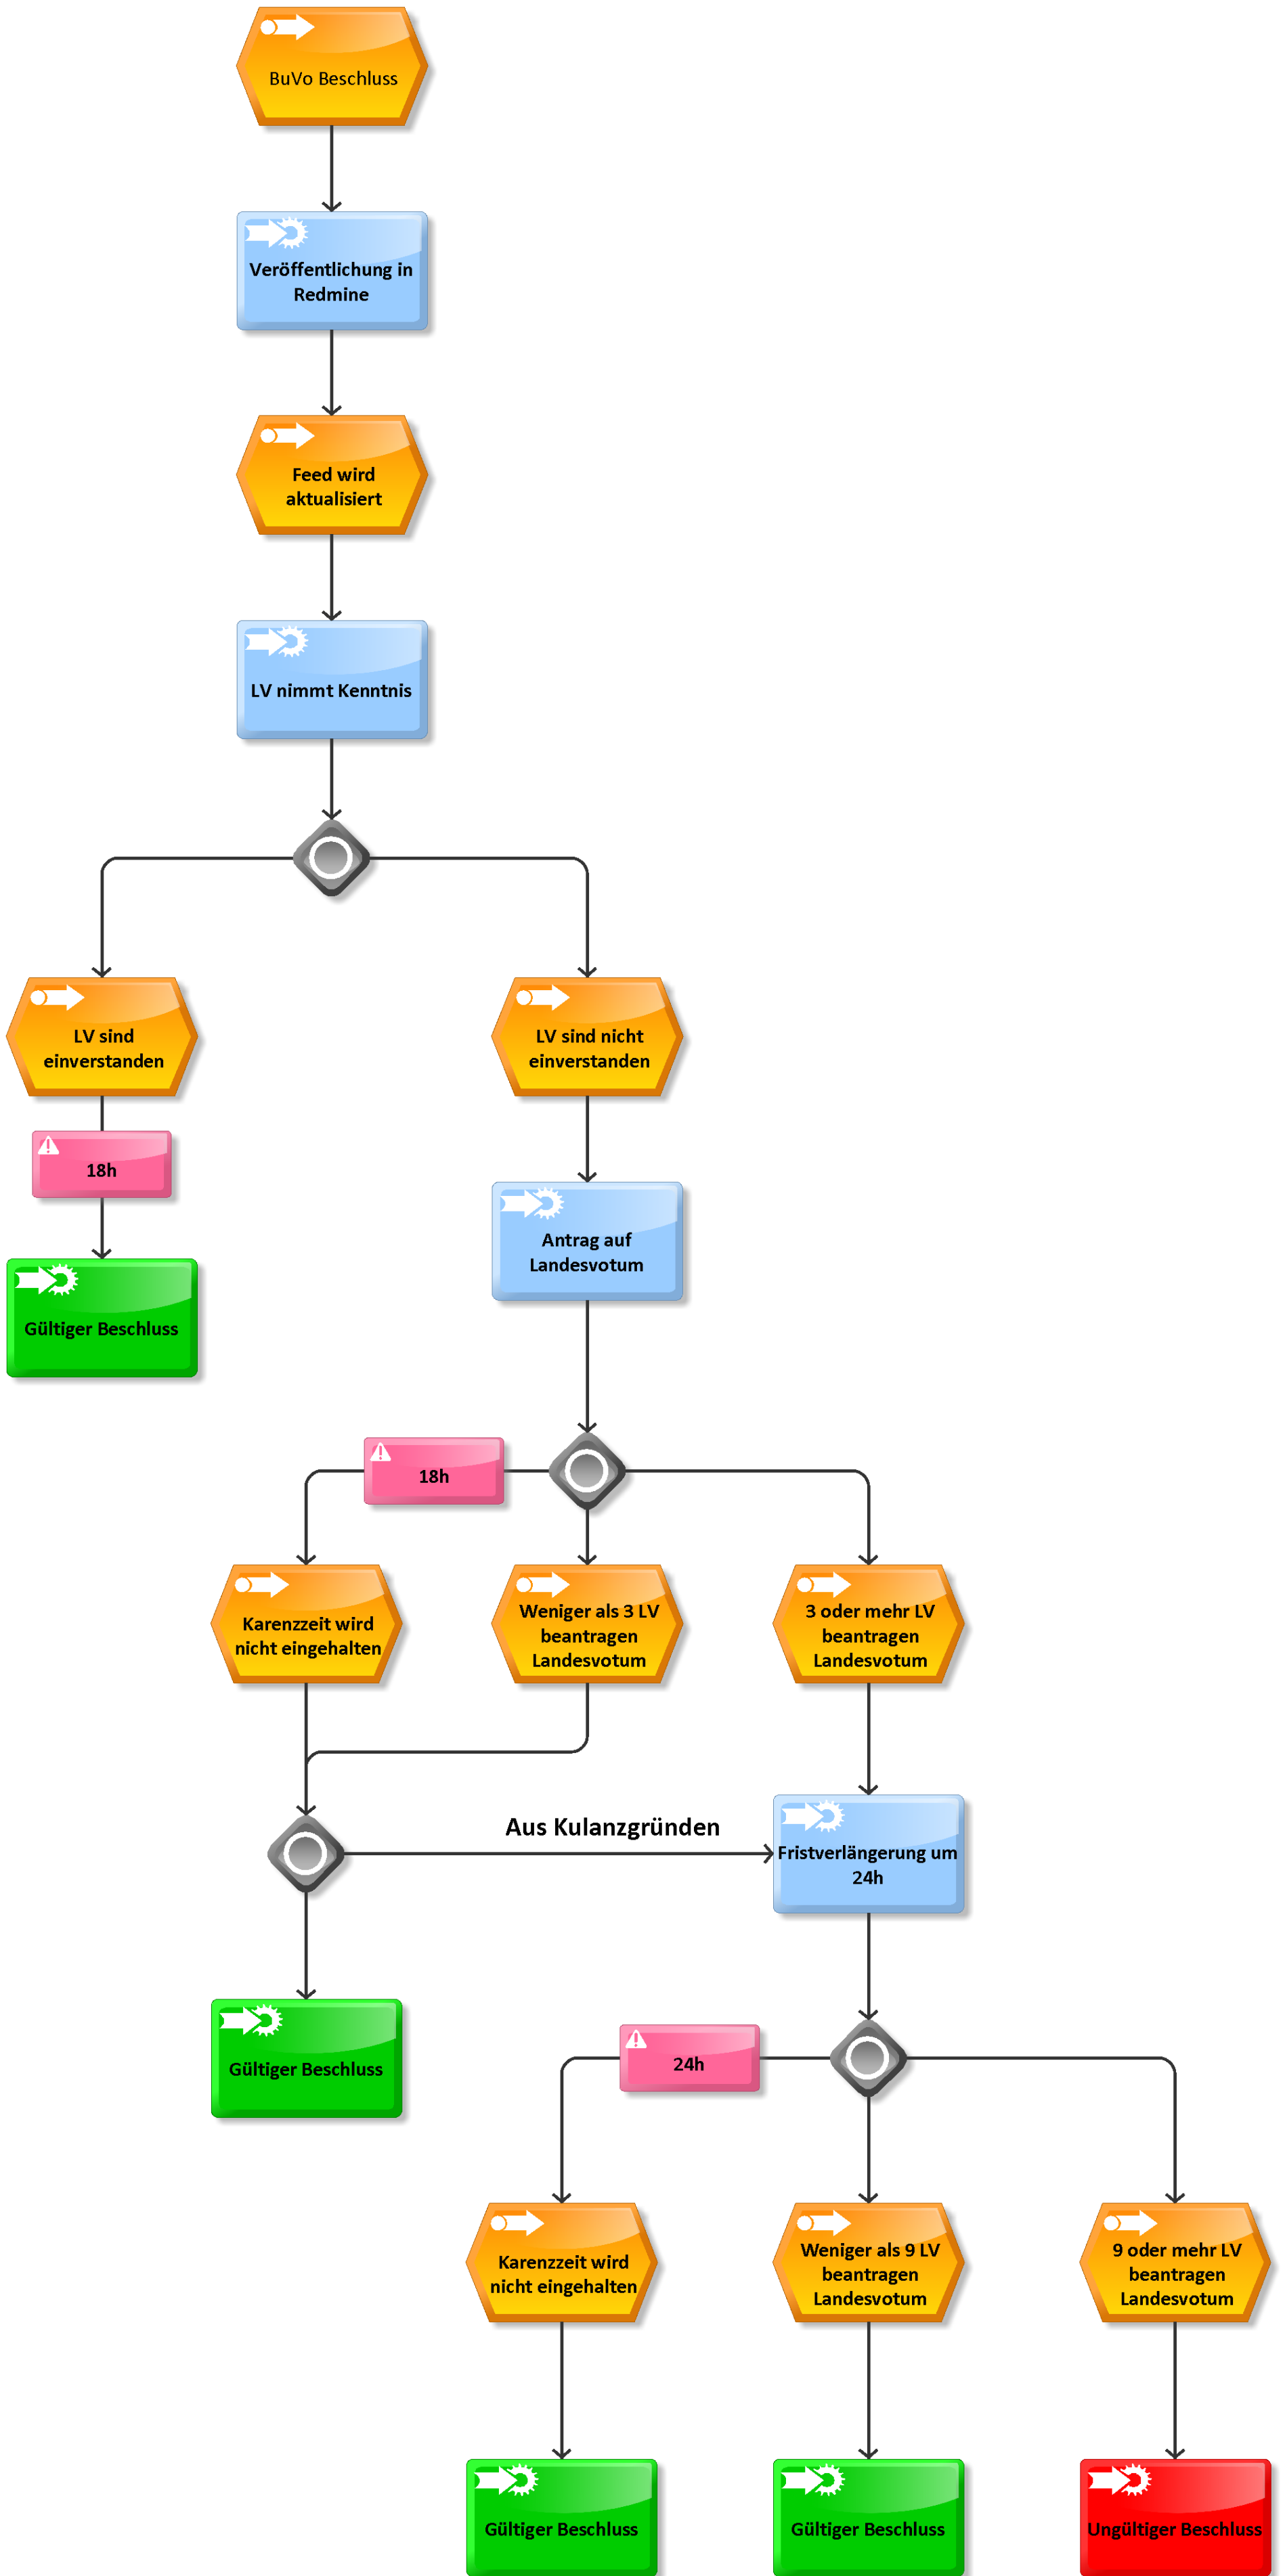 BuVo Beschluss
Veröffentlichung in
Redmine
Feed wird
aktualisiert
LV nimmt Kenntnis
LV sind
einverstanden
LV sind nicht
einverstanden
18h
Antrag auf
Landesvotum
Gültiger Beschluss
18h
Karenzzeit wird
nicht eingehalten
Weniger als 3 LV
beantragen
Landesvotum
3 oder mehr LV
beantragen
Landesvotum
Aus Kulanzgründen
Fristverlängerung um
24h
Gültiger Beschluss
24h
Karenzzeit wird
nicht eingehalten
Weniger als 9 LV
beantragen
Landesvotum
9 oder mehr LV
beantragen
Landesvotum
Gültiger Beschluss
Gültiger Beschluss
Ungültiger Beschluss